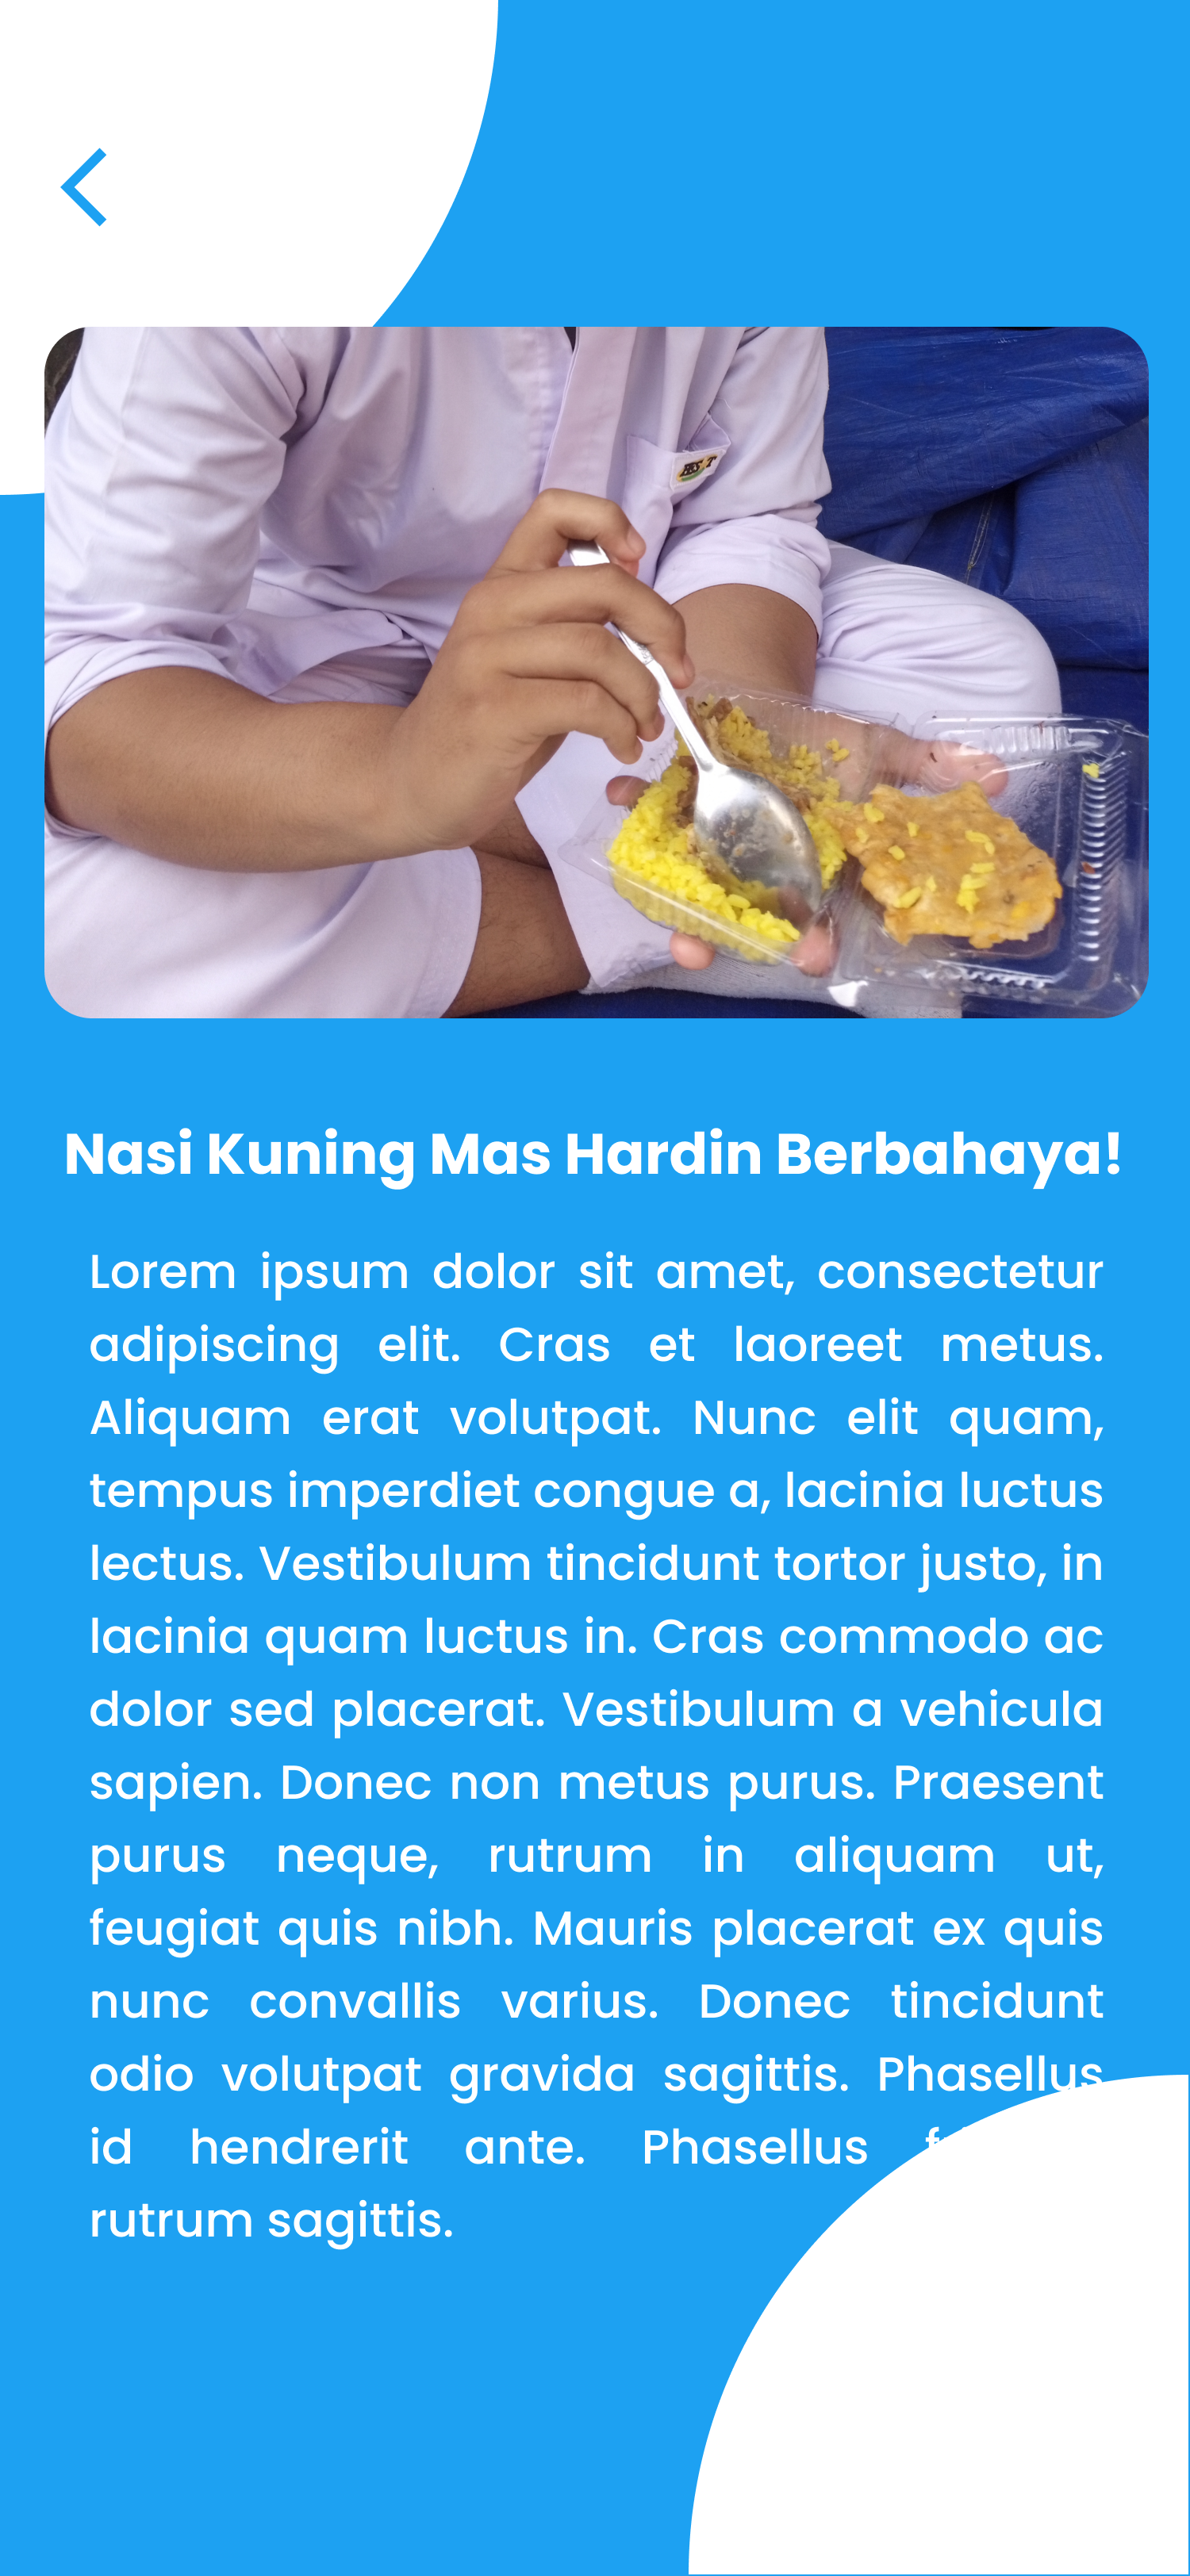 Nasi Kuning Mas Hardin Berbahaya!
Lorem ipsum dolor sit amet, consectetur
adipiscing elit. Cras et laoreet metus.
Aliquam erat volutpat. Nunc elit quam,
tempus imperdiet congue a, lacinia luctus
lectus. Vestibulum tincidunt tortor justo, in
lacinia quam luctus in. Cras commodo ac
dolor sed placerat. Vestibulum a vehicula
sapien. Donec non metus purus. Praesent
purus neque, rutrum in aliquam ut,
feugiat quis nibh. Mauris placerat ex quis
nunc convallis varius. Donec tincidunt
odio volutpat gravida sagittis. Phasellus
id hendrerit ante. Phasellus
rutrum sagittis.